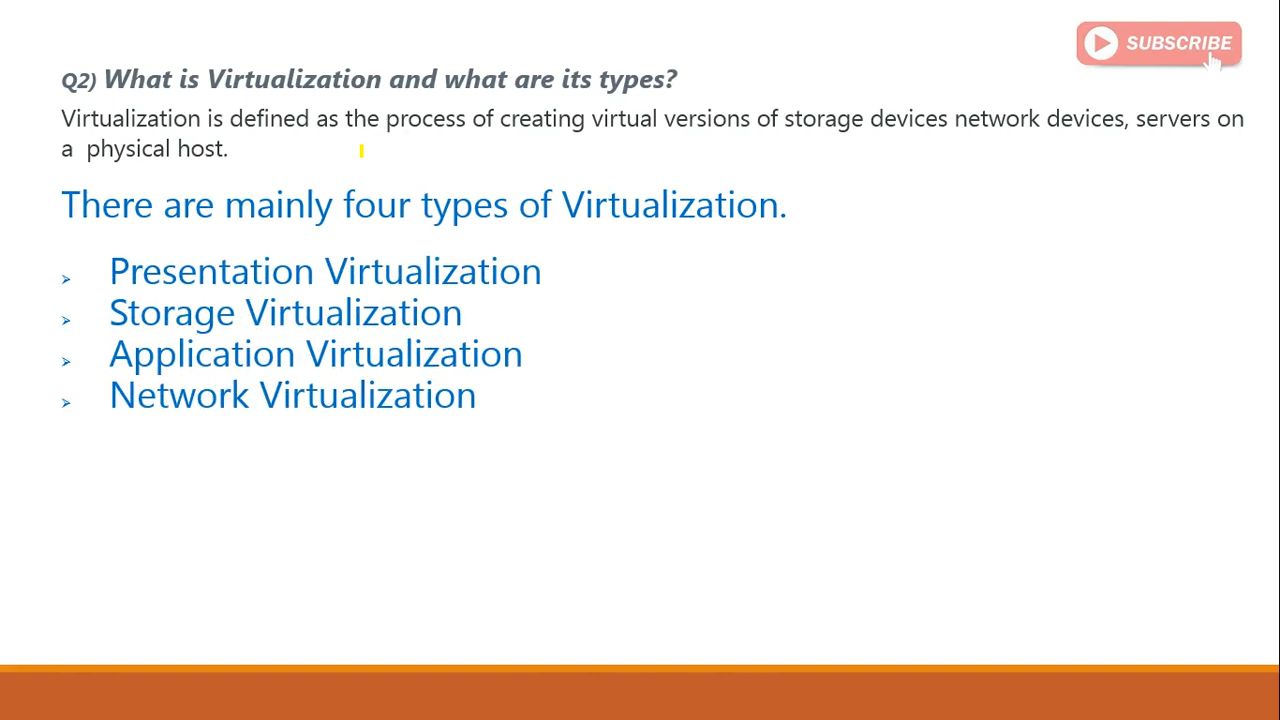 SUBSCRIBE
Q2) What is Virtualization and what are its types?
Virtualization is defined as the process of creating virtual versions of storage devices network devices, servers on
a physical host.
There are mainly four types of Virtualization.
Presentation Virtualization
Storage Virtualization
Application Virtualization
Network Virtualization